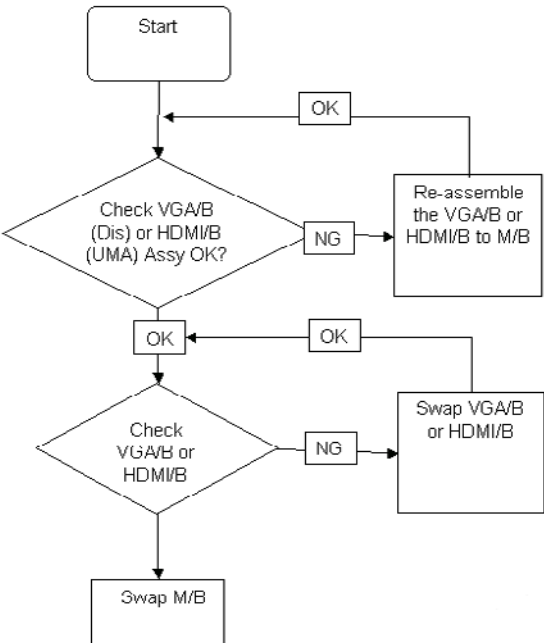 Start
OK
Check VGA/B
(Dis) or HDMI/B
(UMA) Assy OK?
NG
Re-assemble
the VGA/B or
HDMI/B to M/B
OK
OK
Check
VGA/B or
HDMI/B
NG
Swap VGA/B
or HDMI/B
Swap M/B